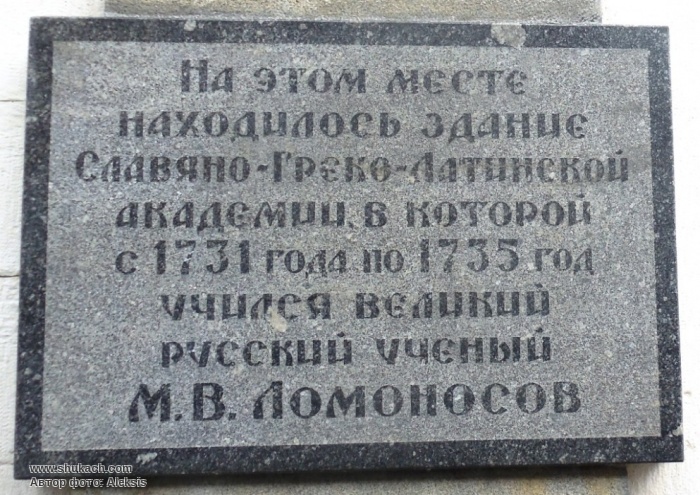 На этом месте
находилось здание
Славяно-Греко-Латинской
академии, в которой
с 1731 года по 1735 год
учился великий
русский ученый
М.В. Ломоносов
www.shukach.com
Автор фото: Aleksis